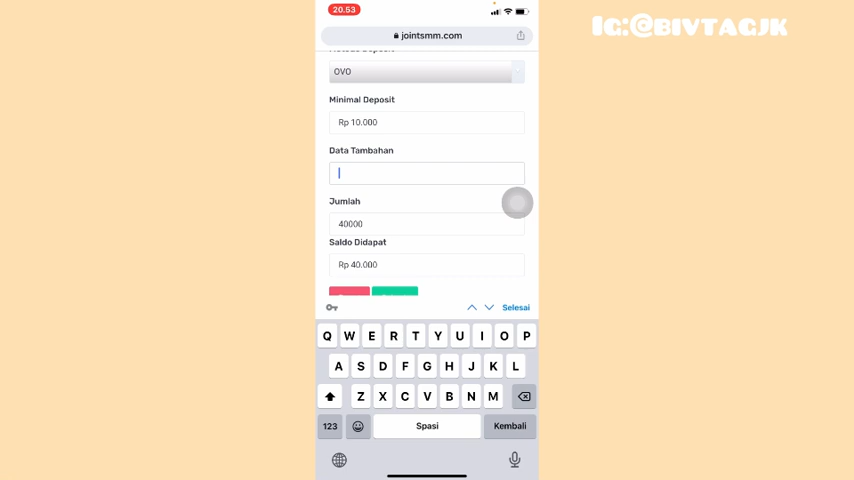 IG:@BIVTAGJK
20.53
jointsmm.com
OVO
Minimal Deposit
Rp 10.000
Data Tambahan
Jumlah
40000
Saldo Didapat
Rp 40.000
Selesai
Q W E R T Y U I O P
A S D F G H J K L
Z X C V B N M
123 Spasi Kembali